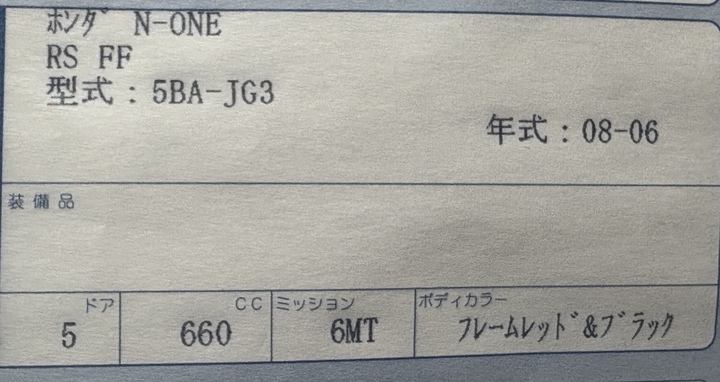 ﾎﾝﾀﾞ N-ONE
RS FF
型式：5BA-JG3
年式：08-06
装備品
ドア CC ミッション ボディカラー
5 660 6MT ﾌﾚｰﾑﾚｯﾄﾞ&ﾌﾞﾗｯｸ